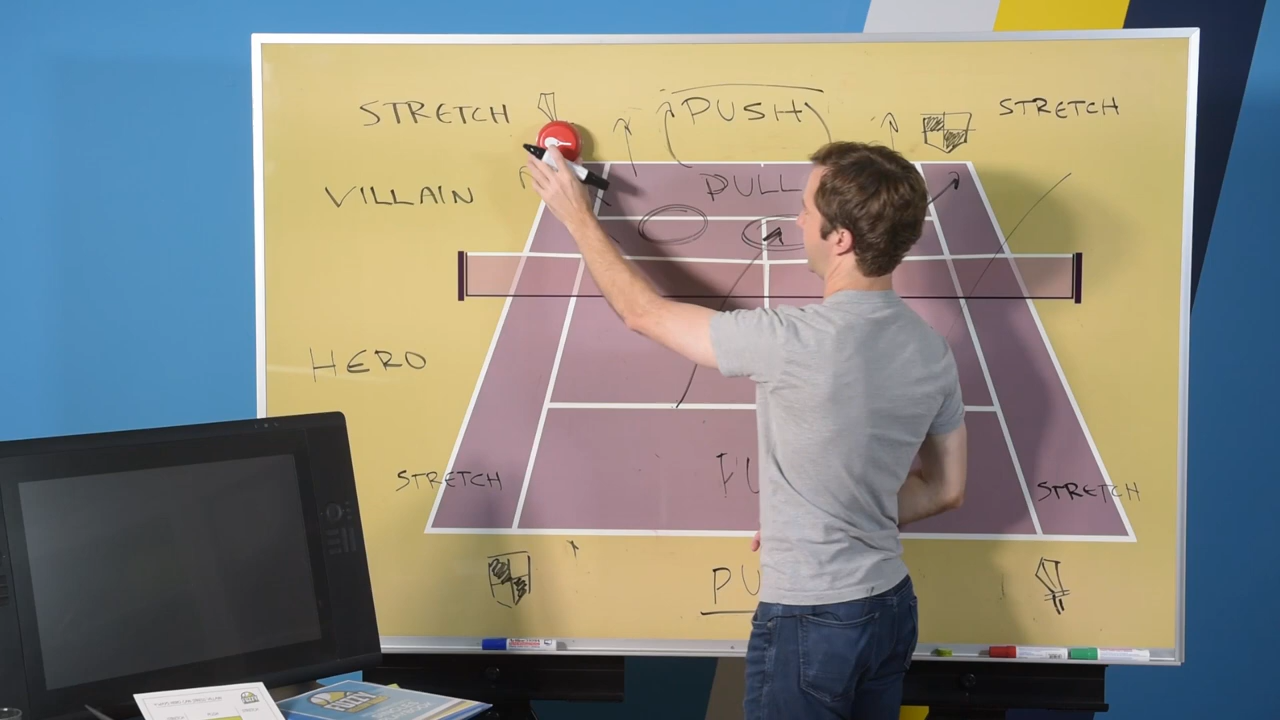 STRETCH
PUSH
STRETCH
VILLAIN
PULL
HERO
STRETCH
STRETCH